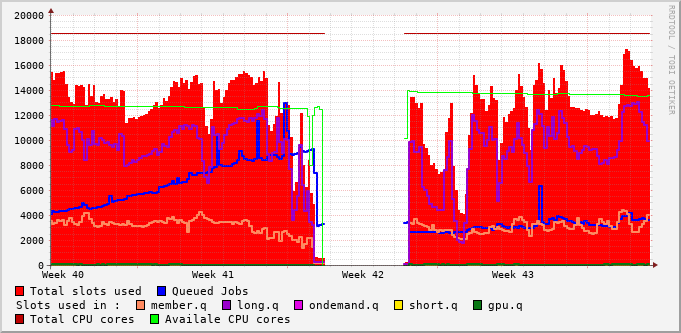 20000
18000
16000
14000
12000
10000
8000
6000
4000
2000
0
Week 40 Week 41 Week 42 Week 43
Total slots used Queued Jobs
Slots used in : member.q long.q ondemand.q short.q gpu.q
Total CPU cores Availale CPU cores
RRDTOOL / TOBI OETIKER